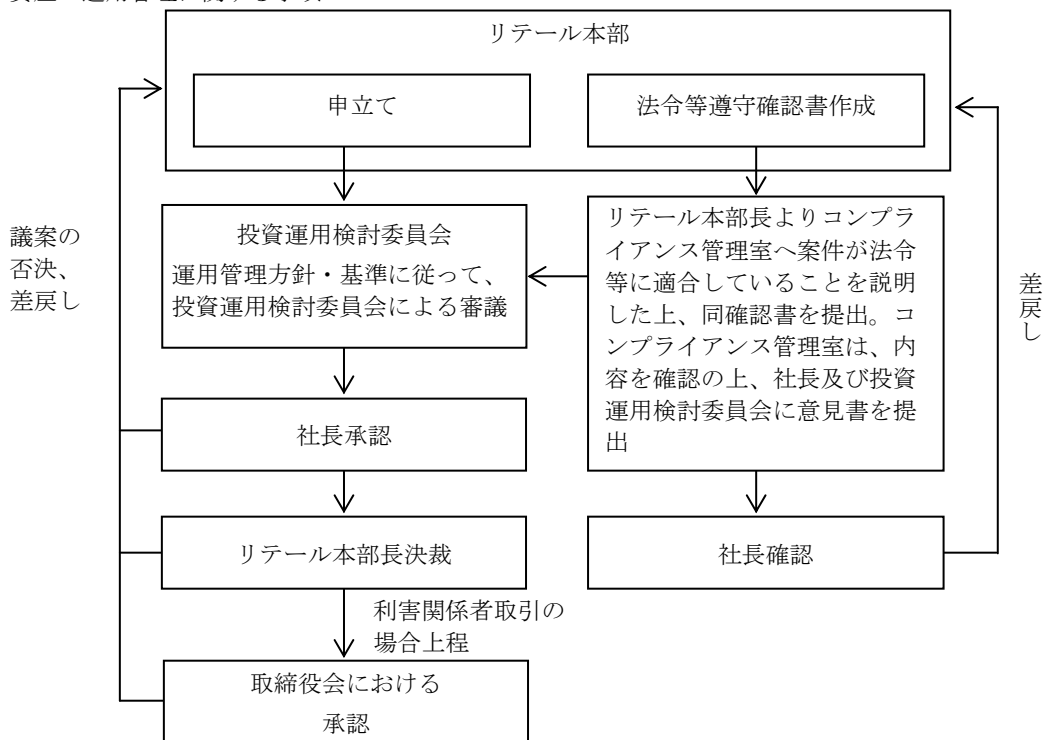 リテール本部
申立て
法令等遵守確認書作成
議案の
否決、
差戻し
投資運用検討委員会
運用管理方針・基準に従って、
投資運用検討委員会による審議
リテール本部長よりコンプラ
イアンス管理室へ案件が法令
等に適合していることを説明
した上、同確認書を提出。コ
ンプライアンス管理室は、内
容を確認の上、社長及び投資
運用検討委員会に意見書を提
出
差戻し
社長承認
リテール本部長決裁
社長確認
利害関係者取引の
場合上程
取締役会における
承認